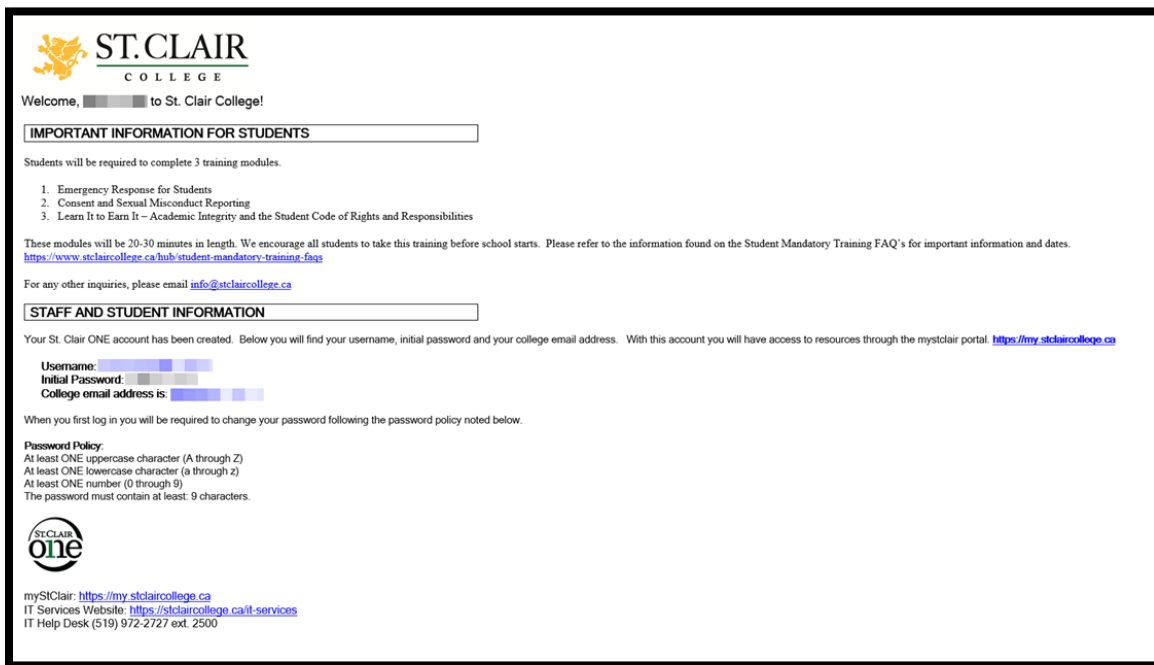 ST. CLAIR
COLLEGE
Welcome, to St. Clair College!
IMPORTANT INFORMATION FOR STUDENTS
Students will be required to complete 3 training modules.
1. Emergency Response for Students
2. Consent and Sexual Misconduct Reporting
3. Learn It to Earn It – Academic Integrity and the Student Code of Rights and Responsibilities
These modules will be 20-30 minutes in length. We encourage all students to take this training before school starts. Please refer to the information found on the Student Mandatory Training FAQ's for important information and dates.
https://www.stclaircollege.ca/hub/student-mandatory-training-faqs
For any other inquiries, please email info@stclaircollege.ca
STAFF AND STUDENT INFORMATION
Your St. Clair ONE account has been created. Below you will find your username, initial password and your college email address. With this account you will have access to resources through the mystclair portal. https://my.stclaircollege.ca
Username:
Initial Password:
College email address is:
When you first log in you will be required to change your password following the password policy noted below.
Password Policy:
At least ONE uppercase character (A through Z)
At least ONE lowercase character (a through z)
At least ONE number (0 through 9)
The password must contain at least: 9 characters.
ST.CLAIR
one
myStClair: https://my.stclaircollege.ca
IT Services Website: https://stclaircollege.ca/it-services
IT Help Desk (519) 972-2727 ext. 2500